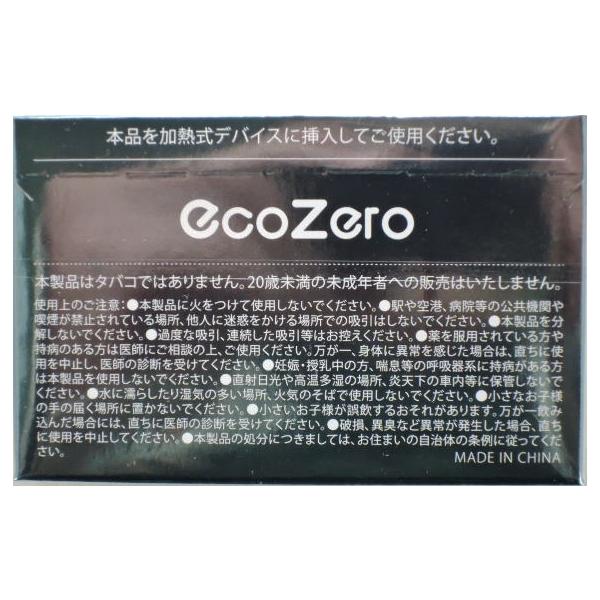 本品を加熱式デバイスに挿入してご使用ください。
ecoZero
本製品はタバコではありません。20歳未満の未成年者への販売はいたしません。
使用上のご注意：●本製品に火をつけて使用しないでください。●駅や空港、病院等の公共機関や
喫煙が禁止されている場所、他人に迷惑をかける場所での吸引はしないでください。●本製品を分
解しないでください。●過度な吸引、連続した吸引等はお控えください。●薬を服用されている方や
持病のある方は医師にご相談の上、ご使用ください。万が一、身体に異常を感じた場合は、直ちに使
用を中止し、医師の診断を受けてください。●妊娠・授乳中の方、喘息等の呼吸器系に持病がある方
は本製品を使用しないでください。●直射日光や高温多湿の場所、炎天下の車内等に保管しないで
ください。●水に濡らしたり湿気の多い場所、火気のそばで使用しないでください。●小さなお子様
の手の届く場所に置かないでください。●小さいお子様が誤飲するおそれがあります。万が一飲み
込んだ場合には、直ちに医師の診断を受けてください。●破損、異臭など異常が発生した場合、直ち
に使用を中止してください。●本製品の処分につきましては、お住まいの自治体の条例に従ってくだ
さい。
MADE IN CHINA